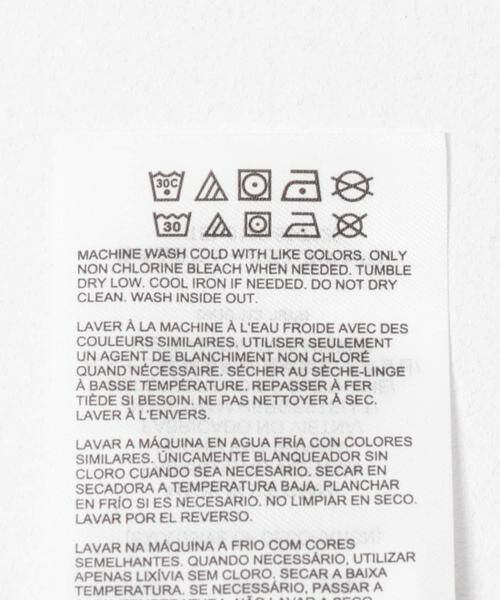 30C
30
MACHINE WASH COLD WITH LIKE COLORS. ONLY
NON CHLORINE BLEACH WHEN NEEDED. TUMBLE
DRY LOW. COOL IRON IF NEEDED. DO NOT DRY
CLEAN. WASH INSIDE OUT.
LAVER À LA MACHINE À L'EAU FROIDE AVEC DES
COULEURS SIMILAIRES. UTILISER SEULEMENT
UN AGENT DE BLANCHIMENT NON CHLORÉ
QUAND NÉCESSAIRE. SÉCHER AU SÈCHE-LINGE
À BASSE TEMPÉRATURE. REPASSER À FER
TIÈDE SI BESOIN. NE PAS NETTOYER À SEC.
LAVER À L'ENVERS.
LAVAR A MÁQUINA EN AGUA FRÍA CON COLORES
SIMILARES. ÚNICAMENTE BLANQUEADOR SIN
CLORO CUANDO SEA NECESARIO. SECAR EN
SECADORA A TEMPERATURA BAJA. PLANCHAR
EN FRÍO SI ES NECESARIO. NO LIMPIAR EN SECO.
LAVAR POR EL REVERSO.
LAVAR NA MÁQUINA A FRIO COM CORES
SEMELHANTES. QUANDO NECESSÁRIO, UTILIZAR
APENAS LIXÍVIA SEM CLORO. SECAR A BAIXA
TEMPERATURA. SE NECESSÁRIO, PASSAR A